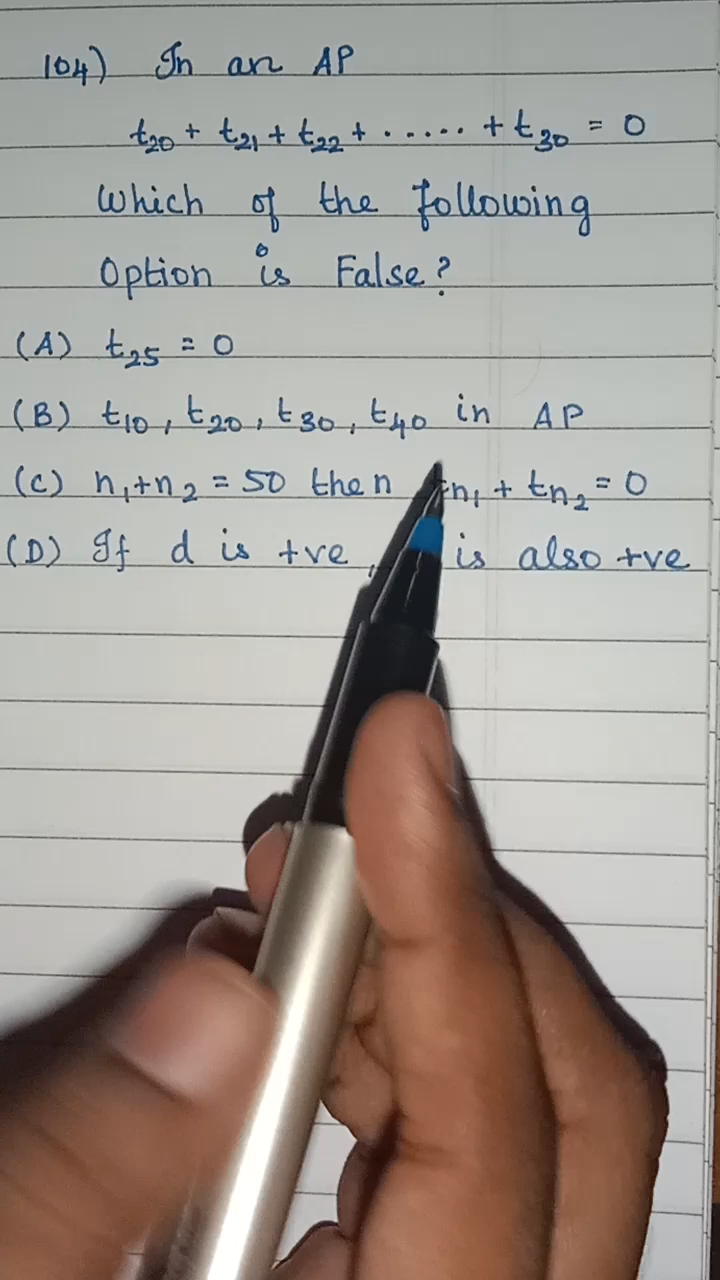 104) In an AP
t₂₀ + t₂₁ + t₂₂ + ..... + t₃₀ = 0
Which of the following
Option is False?
(A) t₂₅ = 0
(B) t₁₀, t₂₀, t₃₀, t₄₀ in AP
(C) n₁+n₂ = 50 then tn₁ + tn₂ = 0
(D) If d is +ve, is also +ve